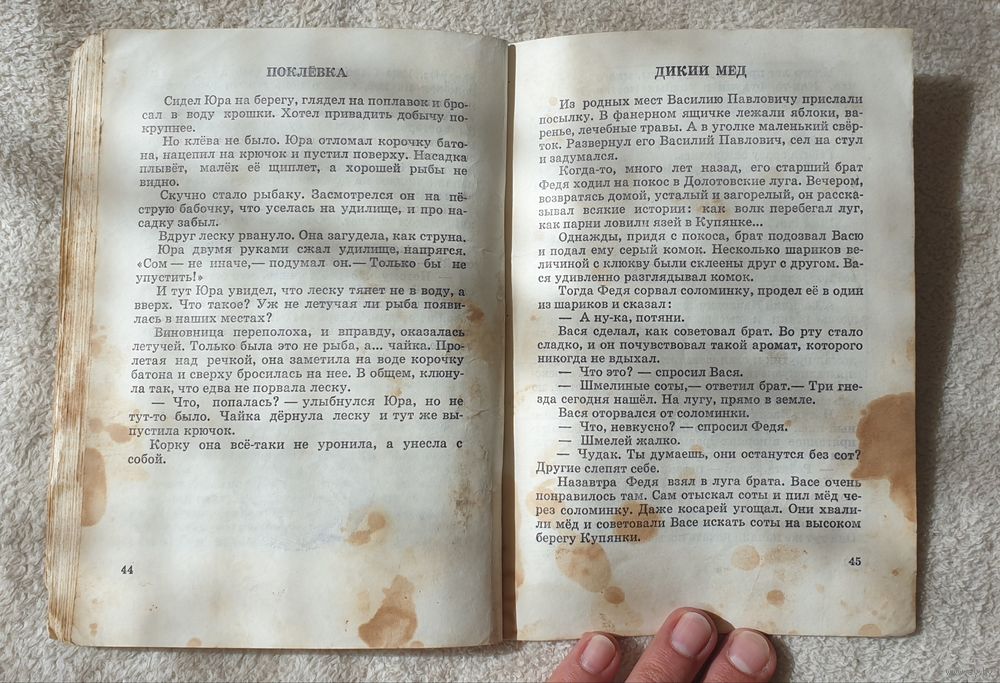 ПОКЛЁВКА
Сидел Юра на берегу, глядел на поплавок и бро-
сал в воду крошки. Хотел привадить добычу по-
крупнее.
Но клёва не было. Юра отломал корочку бато-
на, нацепил на крючок и пустил поверху. Насадка
плывёт, малёк её щиплет, а хорошей рыбы не
видно.
Скучно стало рыбаку. Засмотрелся он на пё-
струю бабочку, что уселась на удилище, и про на-
садку забыл.
Вдруг леску рвануло. Она загудела, как струна.
Юра двумя руками сжал удилище, напрягся.
«Сом — не иначе,— подумал он.— Только бы не
упустить!»
И тут Юра увидел, что леску тянет не в воду, а
вверх. Что такое? Уж не летучая ли рыба появи-
лась в наших местах?
Виновница переполоха, и вправду, оказалась
летучей. Только была это не рыба, а... чайка. Про-
летая над речкой, она заметила на воде корочку
батона и сверху бросилась на нее. В общем, клюну-
ла так, что едва не порвала леску.
— Что, попалась? — улыбнулся Юра, но не
тут-то было. Чайка дёрнула леску и тут же вы-
пустила крючок.
Корку она всё-таки не уронила, а унесла с
собой.
44
ДИКИЙ МЕД
Из родных мест Василию Павловичу прислали
посылку. В фанерном ящичке лежали яблоки, ва-
ренье, лечебные травы. А в уголке маленький свёр-
ток. Развернул его Василий Павлович, сел на стул
и задумался.
Когда-то, много лет назад, его старший брат
Федя ходил на покос в Долотовские луга. Вечером,
возвратясь домой, усталый и загорелый, он расска-
зывал всякие истории: как волк перебегал луг,
как парни ловили язей в Купянке...
Однажды, придя с покоса, брат подозвал Васю
и подал ему серый комок. Несколько шариков ве-
личиной с клюкву были склеены друг с другом. Ва-
ся удивленно разглядывал комок.
Тогда Федя сорвал соломинку, продел её в один
из шариков и сказал:
— А ну-ка, потяни.
Вася сделал, как советовал брат. Во рту стало
сладко, и он почувствовал такой аромат, которого
никогда не вдыхал.
— Что это? — спросил Вася.
— Шмелиные соты,— ответил брат.— Три гне-
зда сегодня нашёл. На лугу, прямо в земле.
Вася оторвался от соломинки.
— Что, невкусно? — спросил Федя.
— Шмелей жалко.
— Чудак. Ты думаешь, они останутся без сот?
Другие слепят себе.
Назавтра Федя взял в луга брата. Васе очень
понравилось там. Сам отыскал соты и пил мёд че-
рез соломинку. Даже косарей угощал. Они хвали-
ли мёд и советовали Васе искать соты на высоком
берегу Купянки.
45